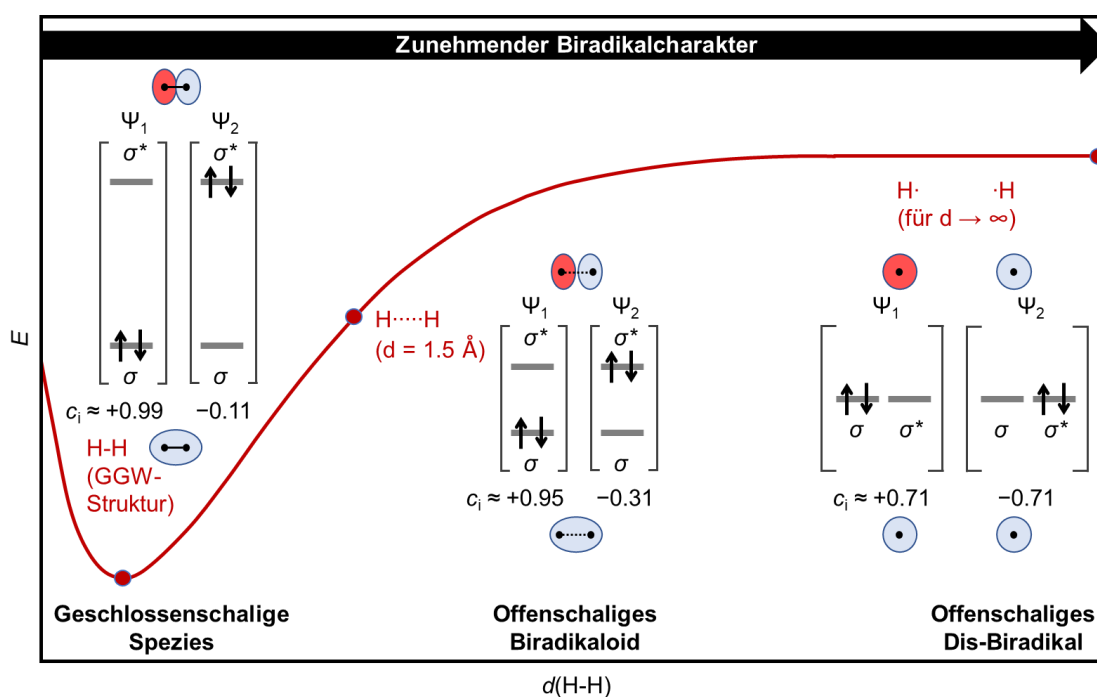 Zunehmender Biradikalcharakter
Ψ1 Ψ2
σ* σ*
σ σ
ci ≈ +0.99 −0.11
H-H
(GGW-
Struktur)
H·····H
(d = 1.5 Å)
Ψ1 Ψ2
σ* σ*
σ σ
ci ≈ +0.95 −0.31
H· ·H
(für d → ∞)
Ψ1 Ψ2
σ σ* σ σ*
ci ≈ +0.71 −0.71
E
Geschlossenschalige
Spezies
Offenschaliges
Biradikaloid
Offenschaliges
Dis-Biradikal
d(H-H)